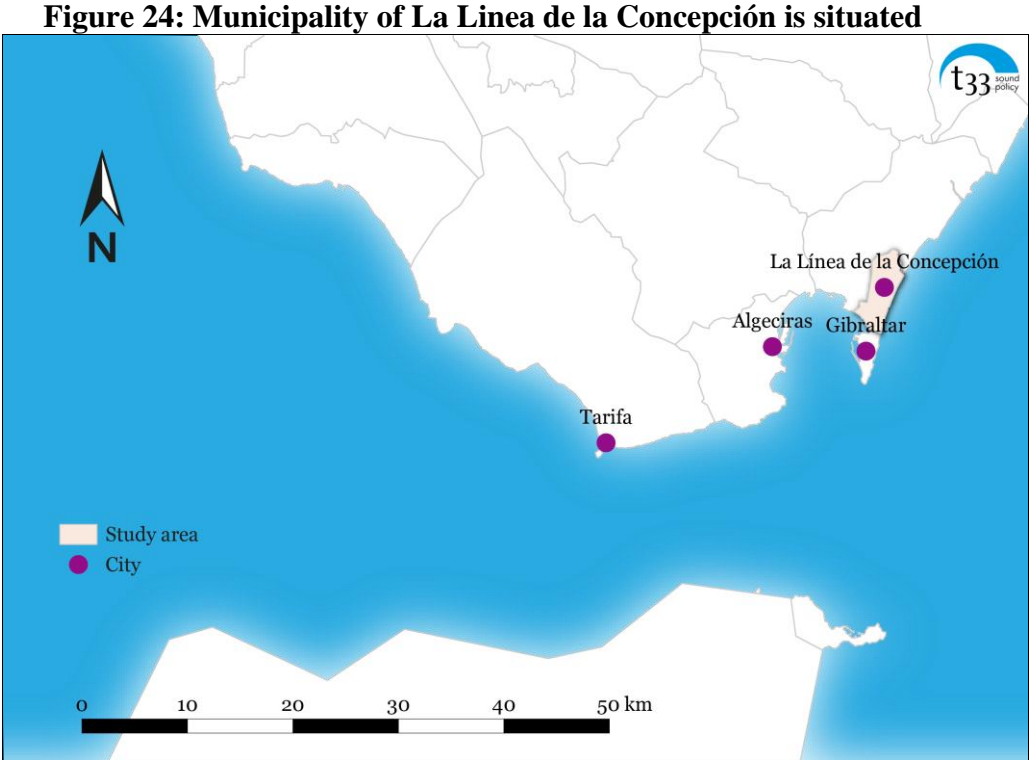 Figure 24: Municipality of La Linea de la Concepción is situated
t33 sound policy
N
La Línea de la Concepción
Algeciras
Gibraltar
Tarifa
Study area
City
0 10 20 30 40 50 km